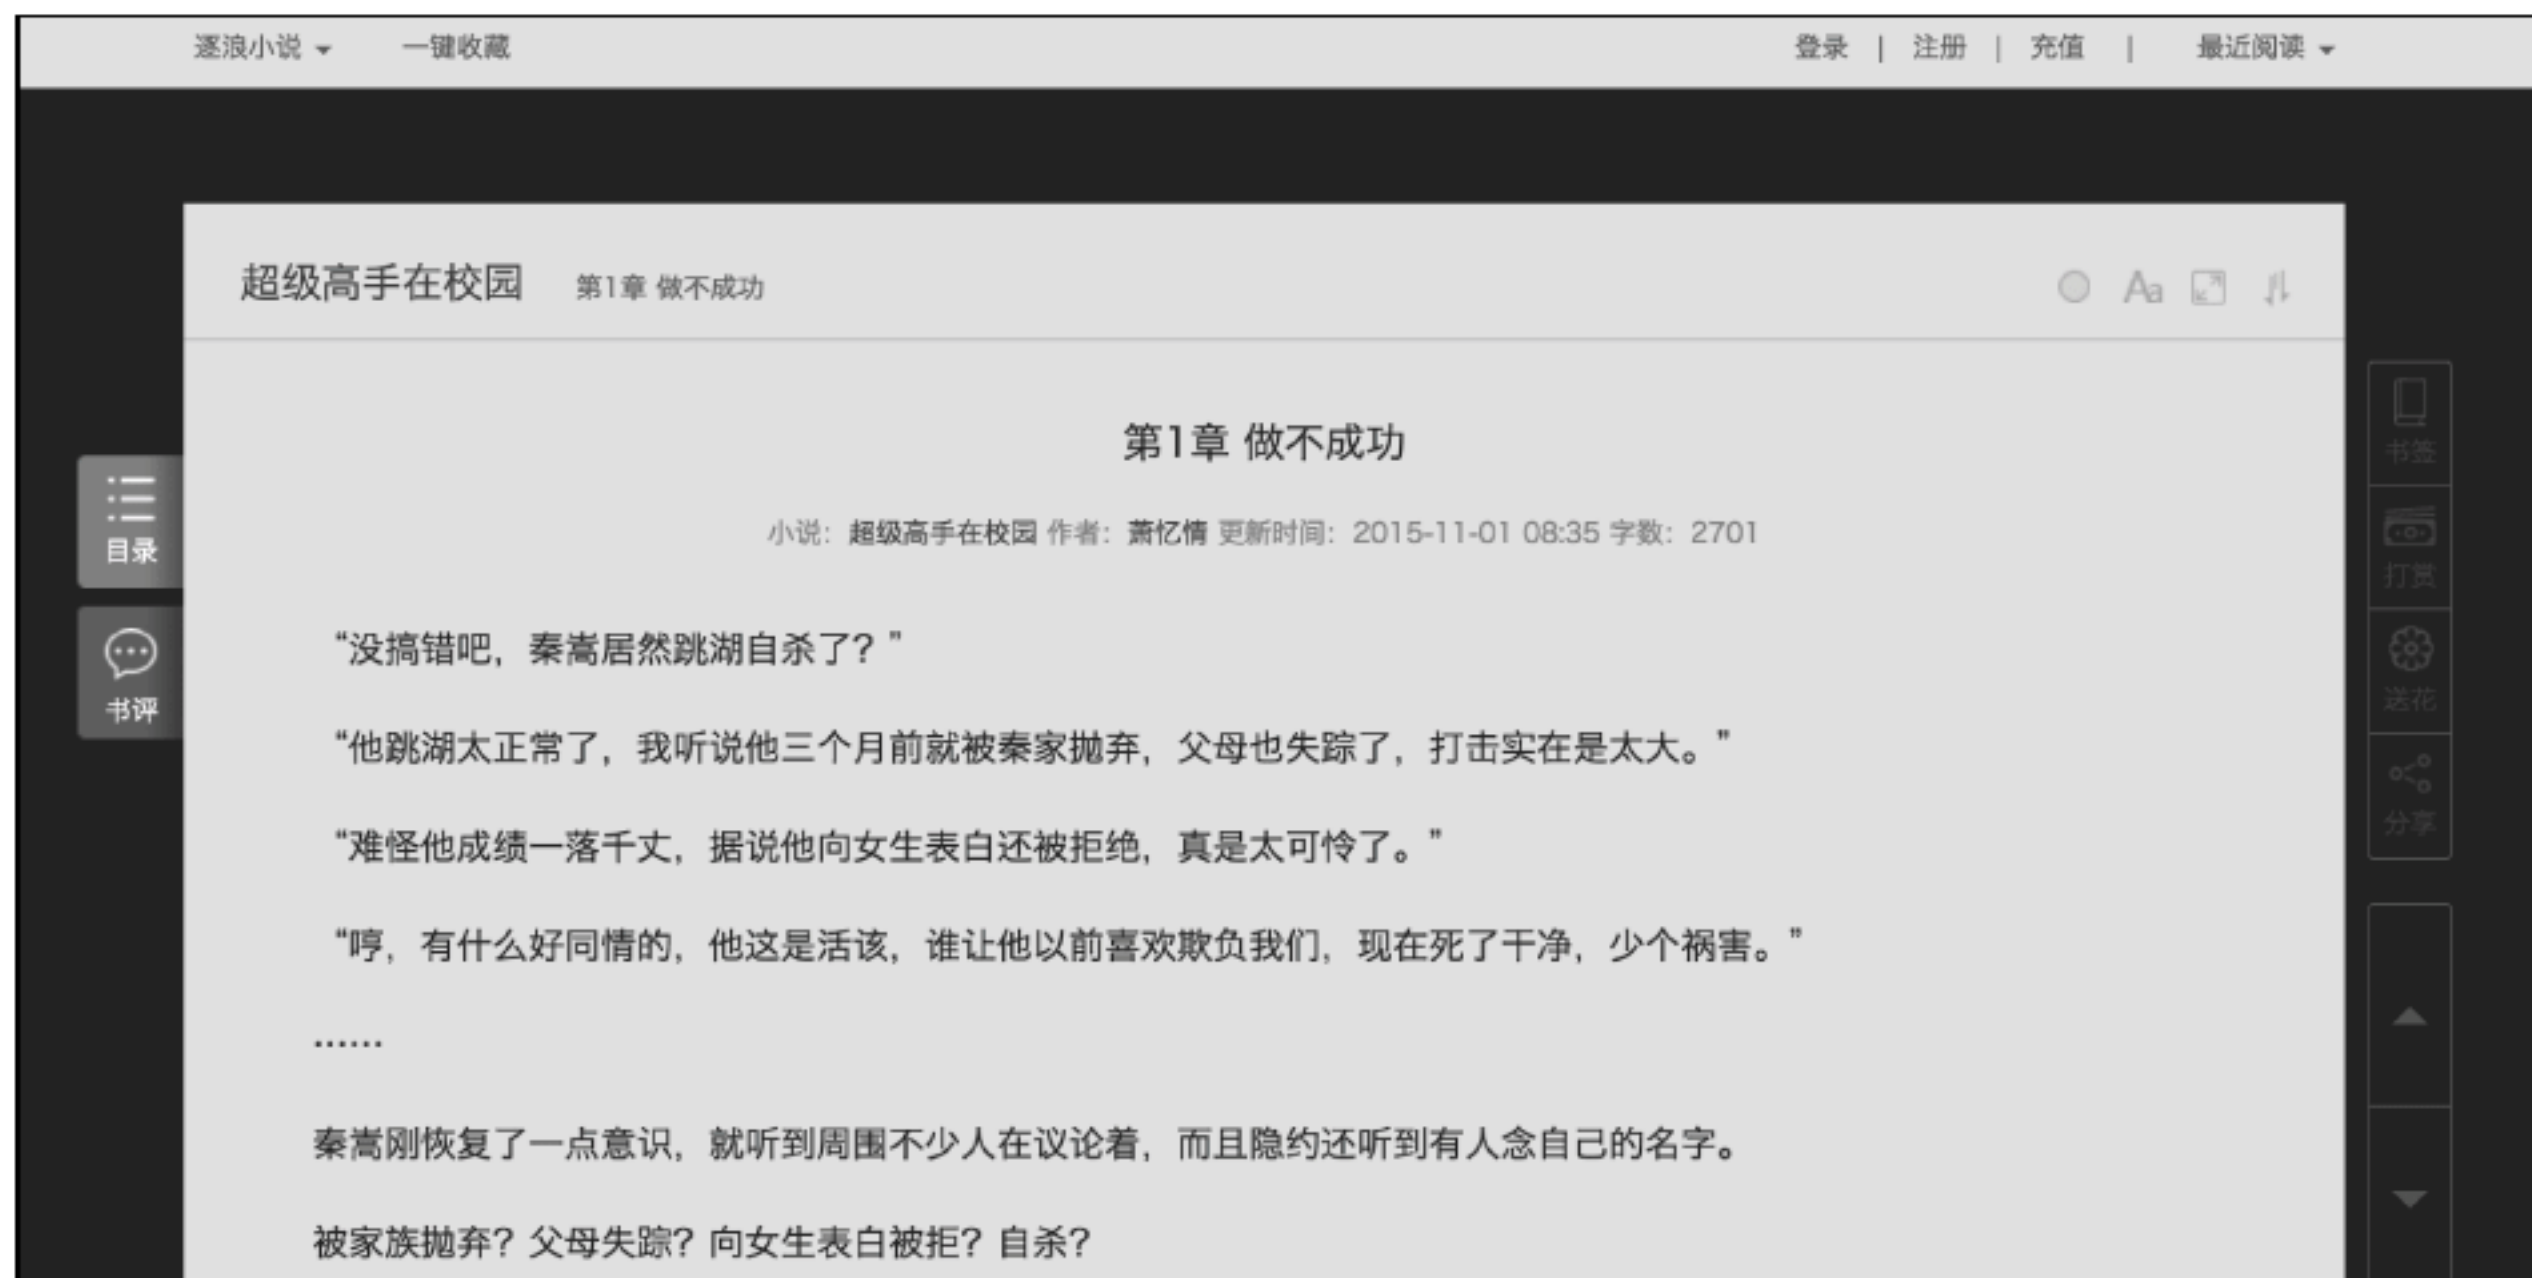 逐浪小说 一键收藏 登录 | 注册 | 充值 | 最近阅读
超级高手在校园 第1章 做不成功 Aa
第1章 做不成功
小说：超级高手在校园 作者：萧忆情 更新时间：2015-11-01 08:35 字数：2701
目录
书评
“没搞错吧，秦嵩居然跳湖自杀了？”
“他跳湖太正常了，我听说他三个月前就被秦家抛弃，父母也失踪了，打击实在是太大。”
“难怪他成绩一落千丈，据说他向女生表白还被拒绝，真是太可怜了。”
“哼，有什么好同情的，他这是活该，谁让他以前喜欢欺负我们，现在死了干净，少个祸害。”
……
秦嵩刚恢复了一点意识，就听到周围不少人在议论着，而且隐约还听到有人念自己的名字。
被家族抛弃？父母失踪？向女生表白被拒？自杀？
书签
打赏
送花
分享